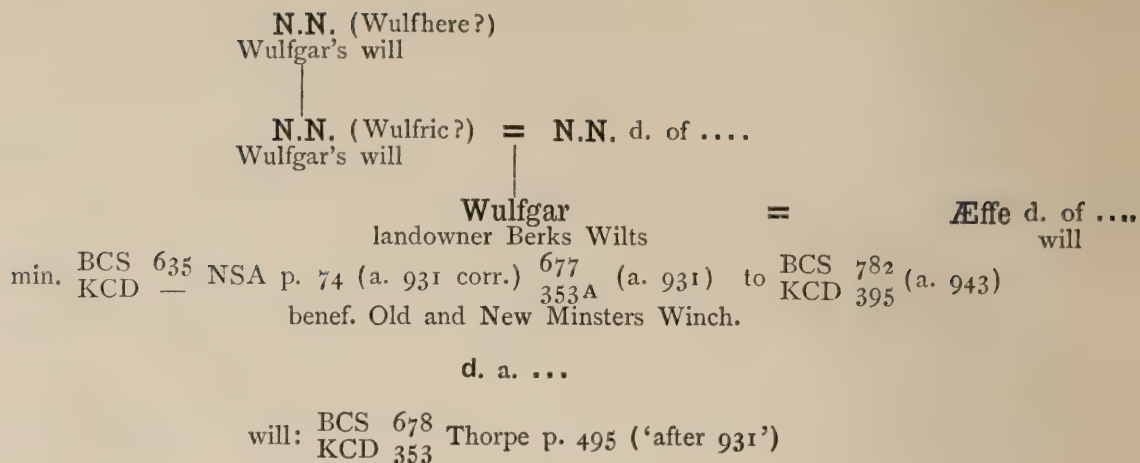 N.N. (Wulfhere?)
Wulfgar's will
N.N. (Wulfric?) = N.N. d. of ....
Wulfgar's will
Wulfgar = Æffe d. of ....
landowner Berks Wilts will
min. BCS 635 NSA p. 74 (a. 931 corr.) 677 (a. 931) to BCS 782 (a. 943)
KCD — 353A KCD 395
benef. Old and New Minsters Winch.
d. a. ...
will: BCS 678 Thorpe p. 495 ('after 931')
KCD 353